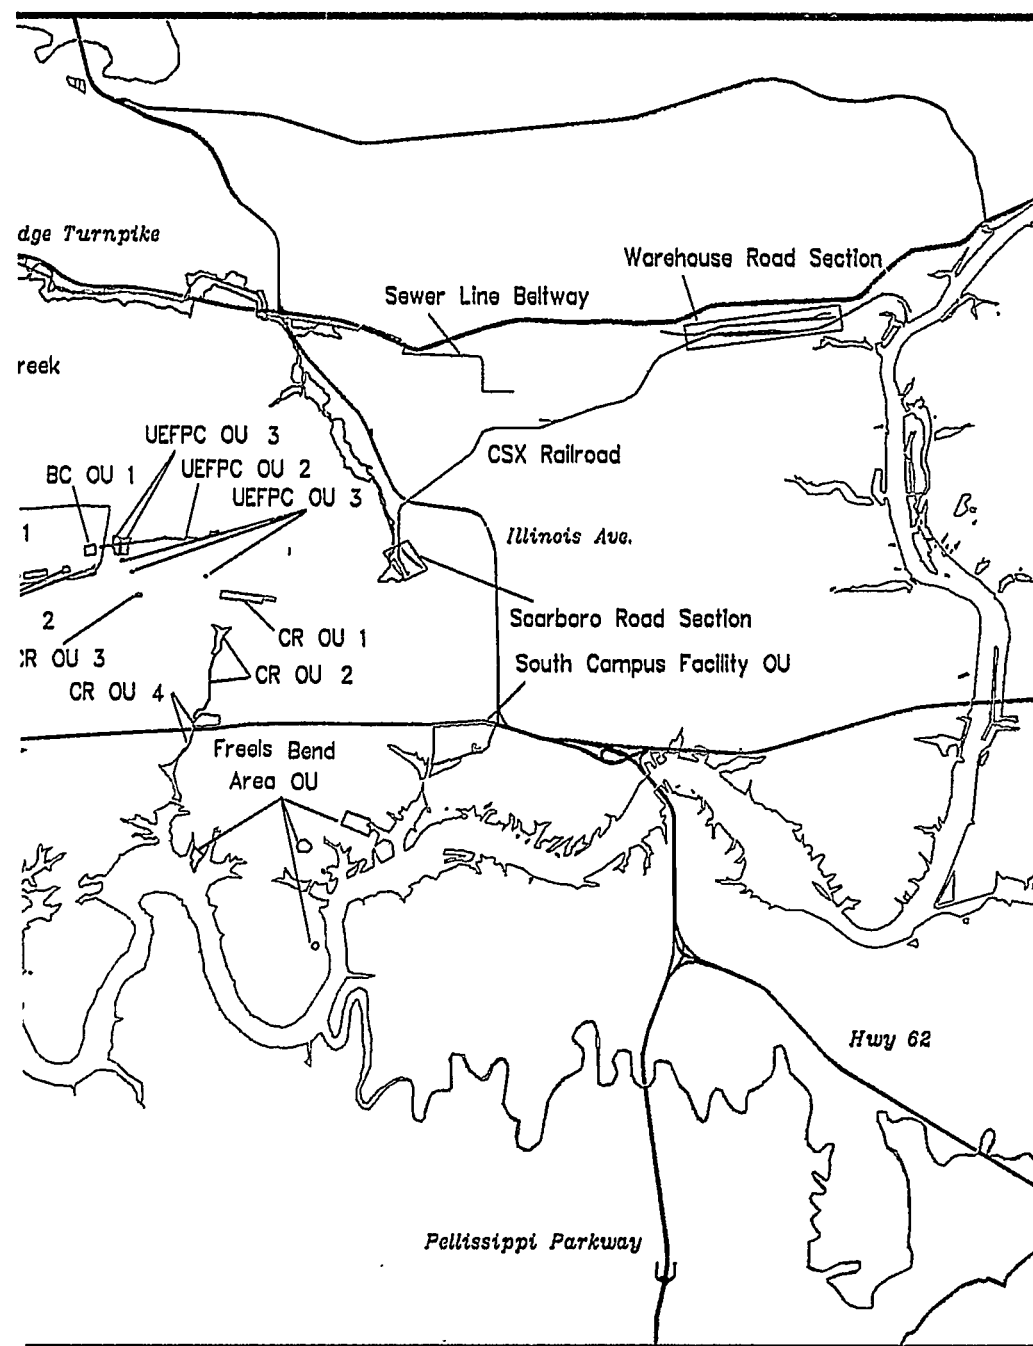 dge Turnpike
Warehouse Road Section
Sewer Line Beltway
reek
UEFPC OU 3
CSX Railroad
BC OU 1
UEFPC OU 2
UEFPC OU 3
1
Illinois Ave.
2
Scarboro Road Section
CR OU 1
CR OU 3
South Campus Facility OU
CR OU 2
CR OU 4
Freels Bend
Area OU
Hwy 62
Pellissippi Parkway